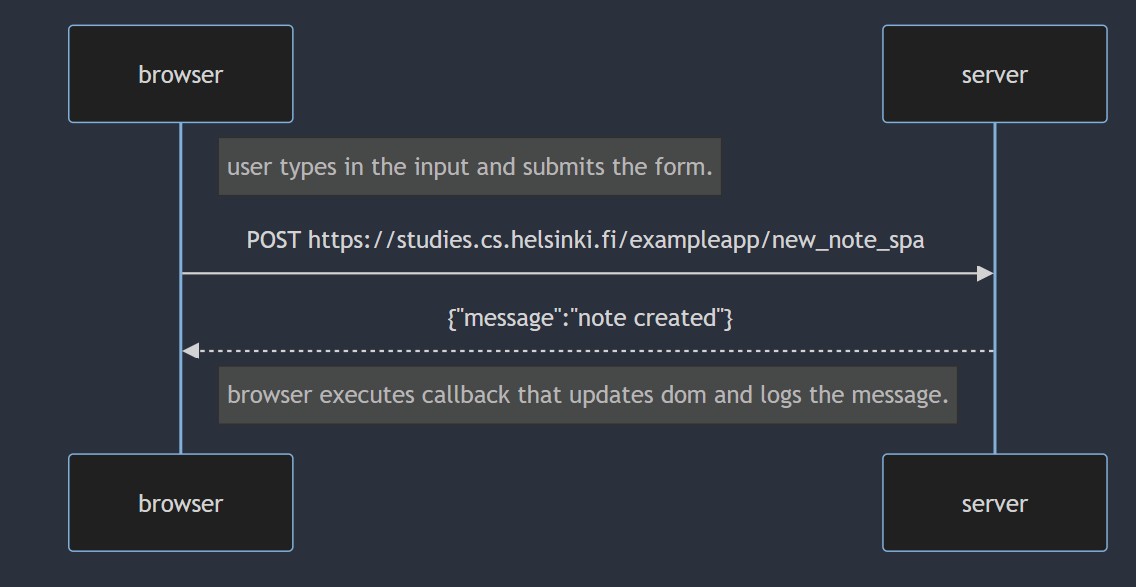 browser
server
user types in the input and submits the form.
POST https://studies.cs.helsinki.fi/exampleapp/new_note_spa
{"message":"note created"}
browser executes callback that updates dom and logs the message.
browser
server